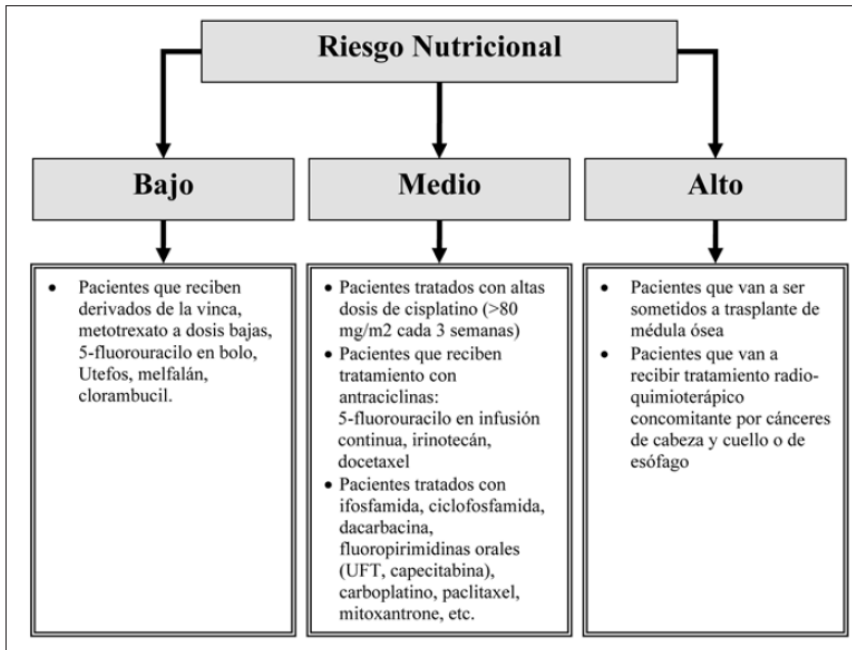 Riesgo Nutricional
Bajo
Medio
Alto
• Pacientes que reciben
derivados de la vinca,
metotrexato a dosis bajas,
5-fluorouracilo en bolo,
Utefos, melfalán,
clorambucil.
• Pacientes tratados con altas
dosis de cisplatino (>80
mg/m2 cada 3 semanas)
• Pacientes que reciben
tratamiento con
antraciclinas:
5-fluorouracilo en infusión
continua, irinotecán,
docetaxel
• Pacientes tratados con
ifosfamida, ciclofosfamida,
dacarbacina,
fluoropirimidinas orales
(UFT, capecitabina),
carboplatino, paclitaxel,
mitoxantrone, etc.
• Pacientes que van a ser
sometidos a trasplante de
médula ósea
• Pacientes que van a
recibir tratamiento radio-
quimioterápico
concomitante por cánceres
de cabeza y cuello o de
esófago